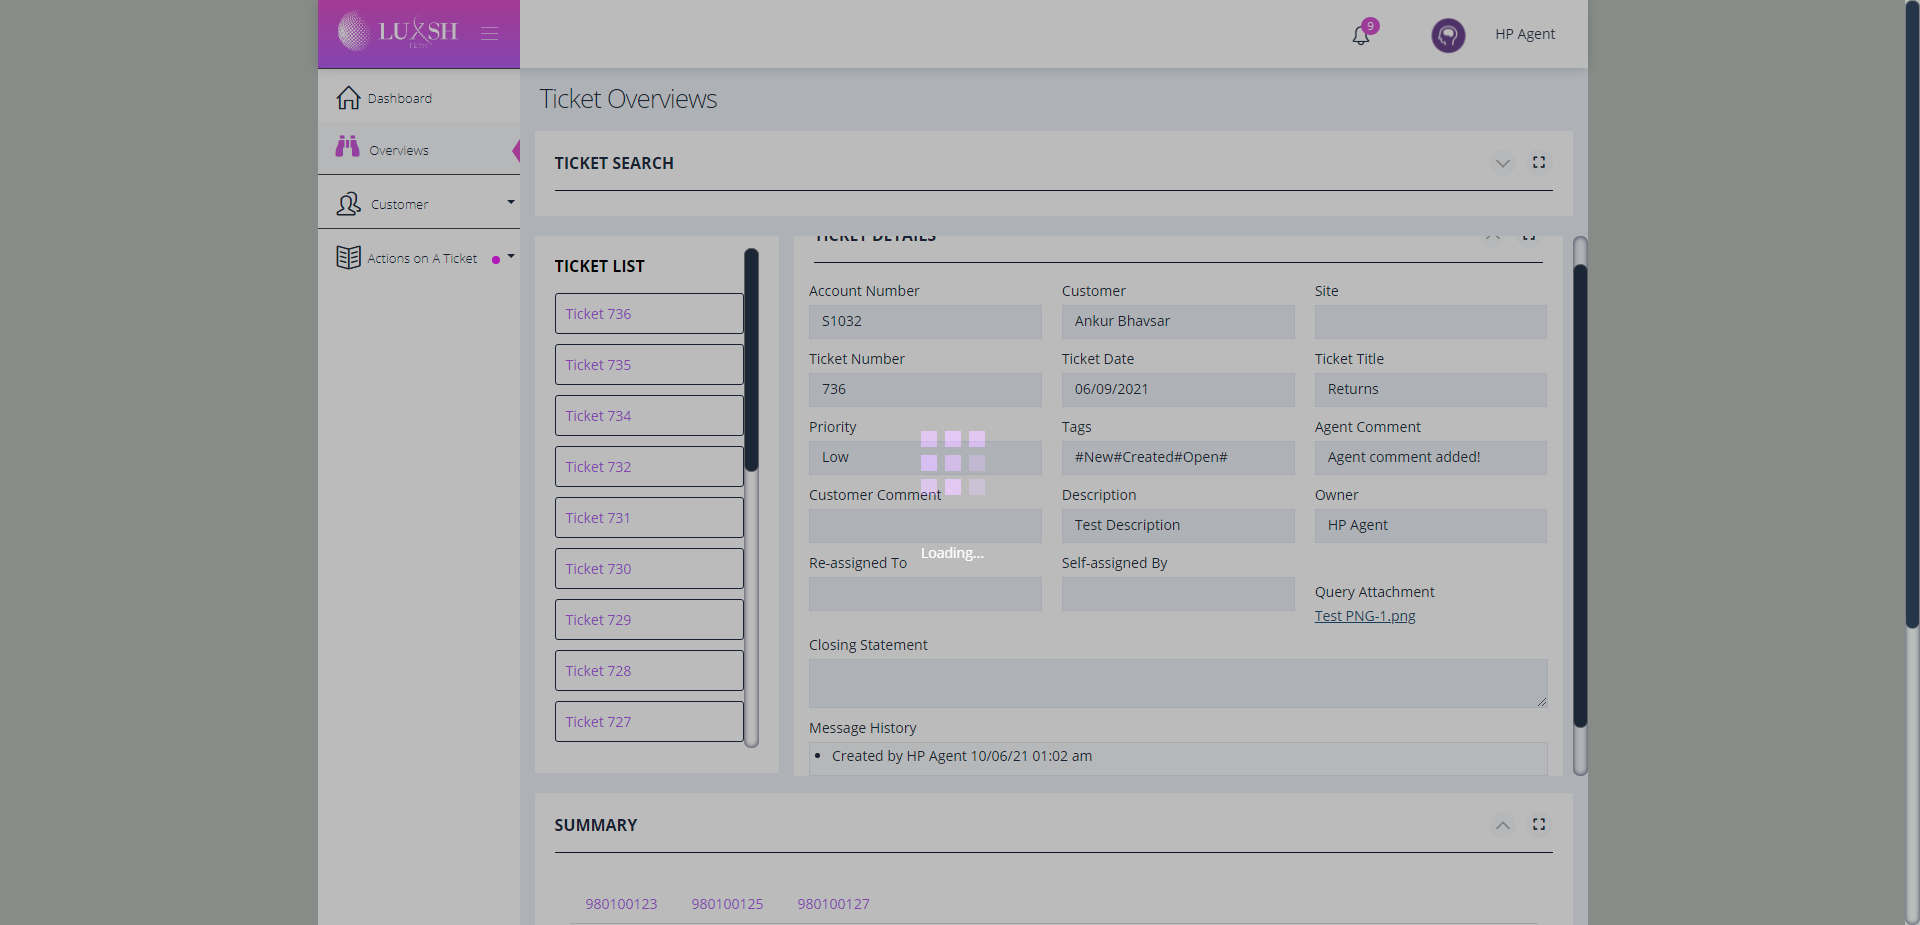 LUXSH
TECH
9
HP Agent
Dashboard
Overviews
Customer
Actions on A Ticket
Ticket Overviews
TICKET SEARCH
TICKET LIST
Ticket 736
Ticket 735
Ticket 734
Ticket 732
Ticket 731
Ticket 730
Ticket 729
Ticket 728
Ticket 727
TICKET DETAILS
Account Number
Customer
Site
S1032
Ankur Bhavsar
Ticket Number
Ticket Date
Ticket Title
736
06/09/2021
Returns
Priority
Tags
Agent Comment
Low
#New#Created#Open#
Agent comment added!
Customer Comment
Description
Owner
Test Description
HP Agent
Loading...
Re-assigned To
Self-assigned By
Query Attachment
Test PNG-1.png
Closing Statement
Message History
Created by HP Agent 10/06/21 01:02 am
SUMMARY
980100123
980100125
980100127